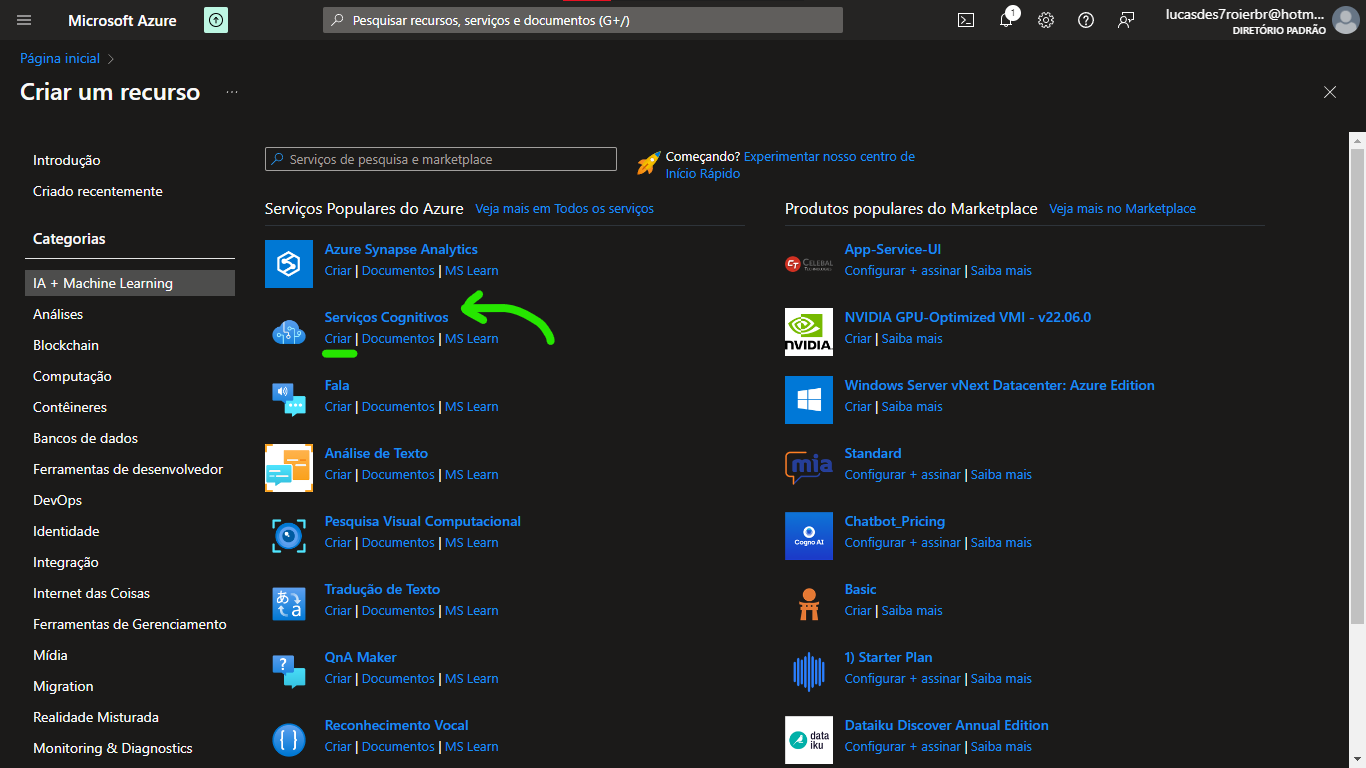 Microsoft Azure
Pesquisar recursos, serviços e documentos (G+/)
1
lucasdes7roierbr@hotm...
DIRETÓRIO PADRÃO
Página inicial
Criar um recurso
...
Introdução
Criado recentemente
Categorias
IA + Machine Learning
Análises
Blockchain
Computação
Contêineres
Bancos de dados
Ferramentas de desenvolvedor
DevOps
Identidade
Integração
Internet das Coisas
Ferramentas de Gerenciamento
Mídia
Migration
Realidade Misturada
Monitoring & Diagnostics
Serviços de pesquisa e marketplace
Começando? Experimentar nosso centro de
Início Rápido
Serviços Populares do Azure Veja mais em Todos os serviços
Azure Synapse Analytics
Criar | Documentos | MS Learn
Serviços Cognitivos
Criar | Documentos | MS Learn
Fala
Criar | Documentos | MS Learn
Análise de Texto
Criar | Documentos | MS Learn
Pesquisa Visual Computacional
Criar | Documentos | MS Learn
Tradução de Texto
Criar | Documentos | MS Learn
QnA Maker
Criar | Documentos | MS Learn
Reconhecimento Vocal
Criar | Documentos | MS Learn
Produtos populares do Marketplace Veja mais no Marketplace
CT CELEBAL
TECHNOLOGIES
App-Service-UI
Configurar + assinar | Saiba mais
NVIDIA
NVIDIA GPU-Optimized VMI - v22.06.0
Criar | Saiba mais
Windows Server vNext Datacenter: Azure Edition
Criar | Saiba mais
mia
Standard
Configurar + assinar | Saiba mais
Cogno AI
Chatbot_Pricing
Configurar + assinar | Saiba mais
Basic
Criar | Saiba mais
1) Starter Plan
Configurar + assinar | Saiba mais
data
iku
Dataiku Discover Annual Edition
Configurar + assinar | Saiba mais